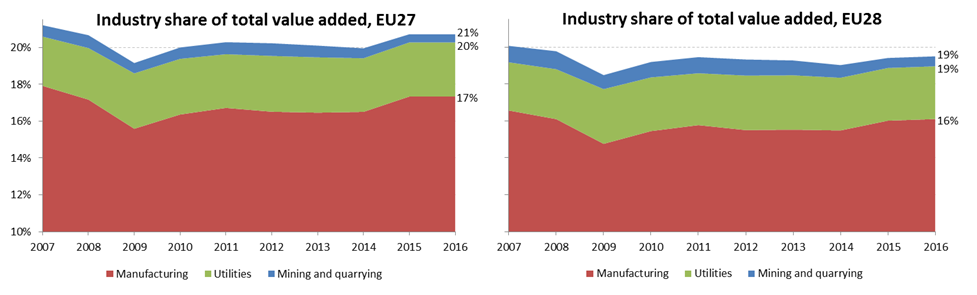 Industry share of total value added, EU27
21%
20%
20%
18%
17%
16%
14%
12%
10%
2007 2008 2009 2010 2011 2012 2013 2014 2015 2016
Manufacturing Utilities Mining and quarrying
Industry share of total value added, EU28
19%
19%
16%
2007 2008 2009 2010 2011 2012 2013 2014 2015 2016
Manufacturing Utilities Mining and quarrying